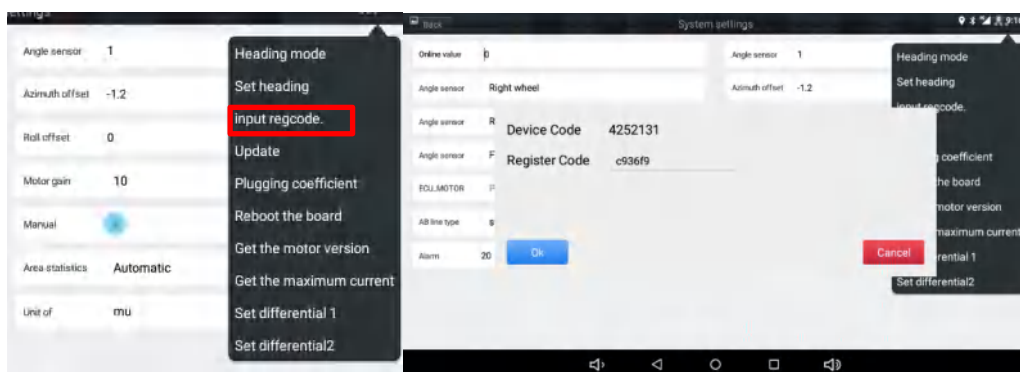 ettings
Angle sensor 1
Azimuth offset -1.2
Roll offset 0
Motor gain 10
Manual
Area statistics Automatic
Unit of mu
Heading mode
Set heading
input regcode.
Update
Plugging coefficient
Reboot the board
Get the motor version
Get the maximum current
Set differential 1
Set differential2
Back
System settings
9:16
Online value 0
Angle sensor 1
Angle sensor Right wheel
Azimuth offset -1.2
Angle sensor R
Angle sensor F
ECU_MOTOR P
AB line type s
Alarm 20
Device Code 4252131
Register Code c936f9
Ok
Cancel
Heading mode
Set heading
input regcode.
g coefficient
he board
motor version
maximum current
rential 1
Set differential2